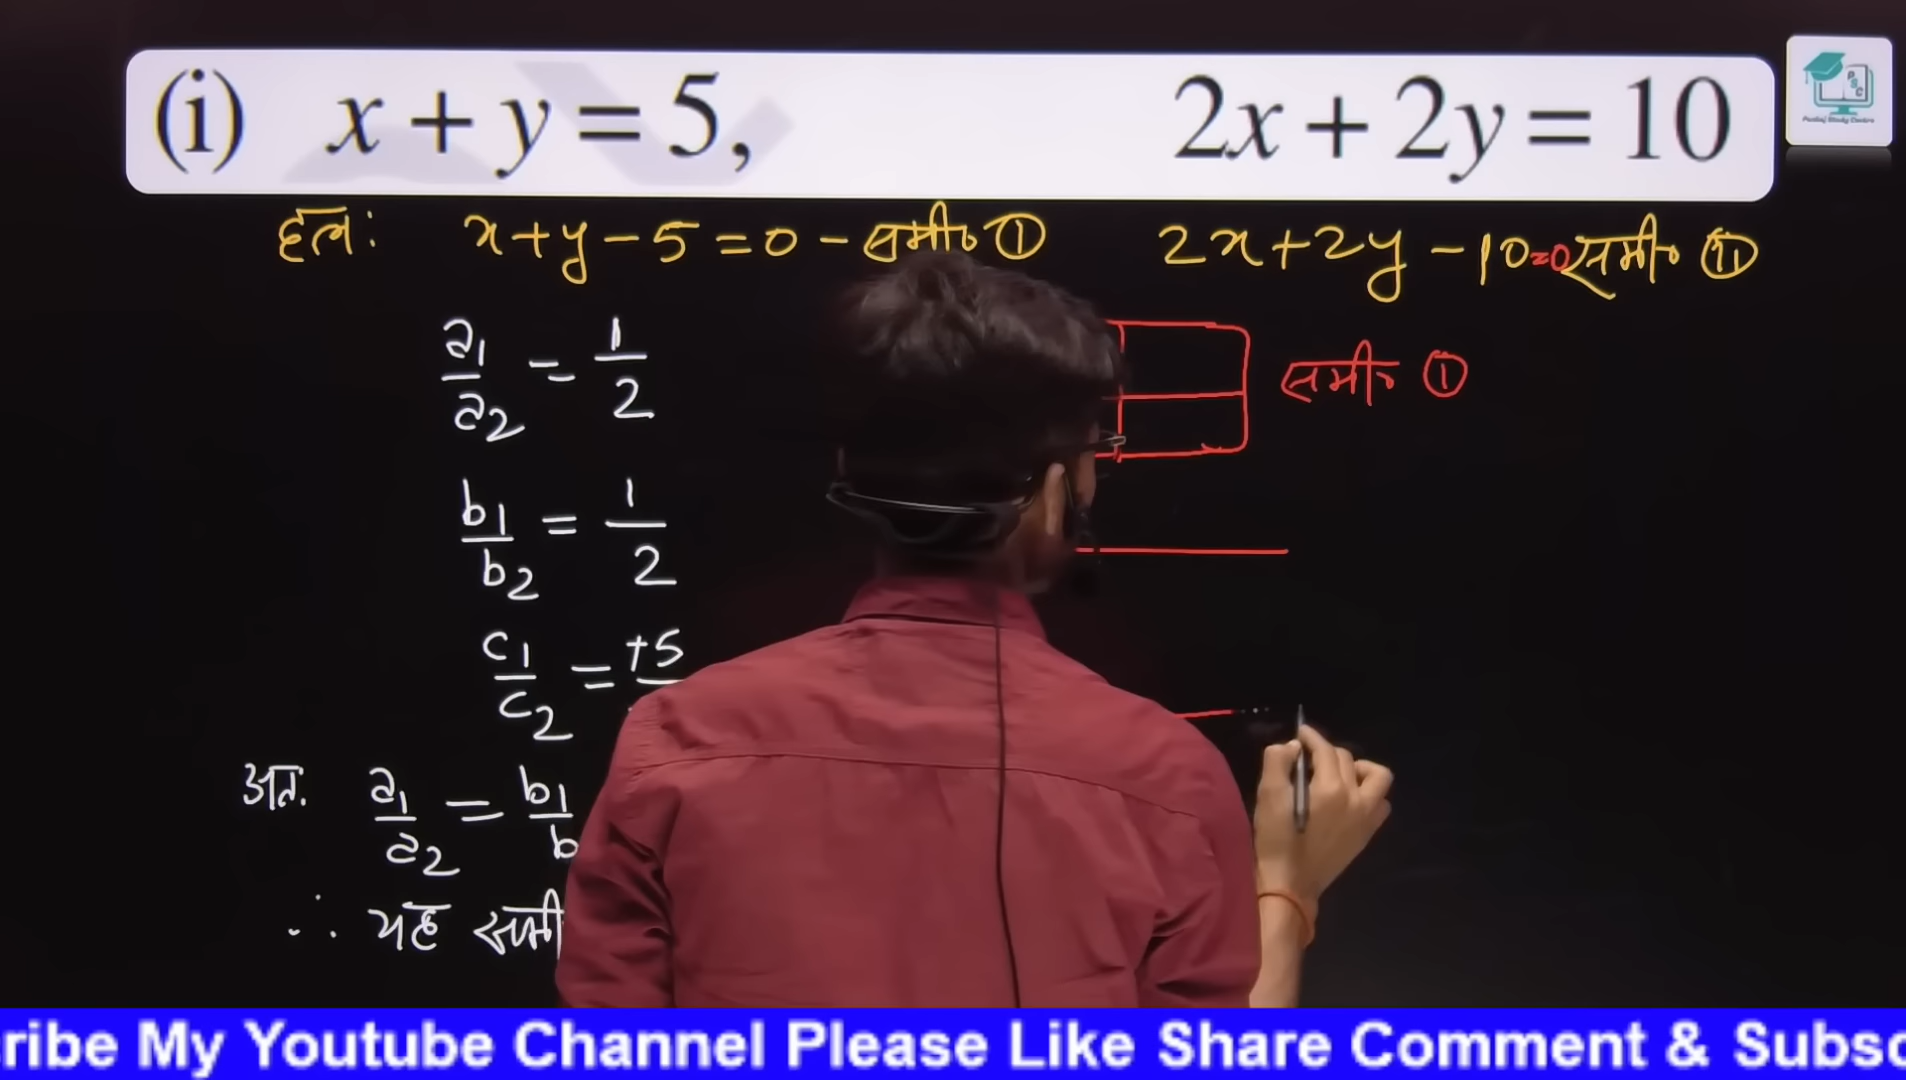 (i) x + y = 5, 2x + 2y = 10
हल: x + y - 5 = 0 - समी० ① 2x + 2y - 10 = 0 समी० ⑪
a1/a2 = 1/2
समी० ①
b1/b2 = 1/2
c1/c2 = +5
अत: a1/a2 = b1/b
∴ यह समी
ribe My Youtube Channel Please Like Share Comment & Subsc